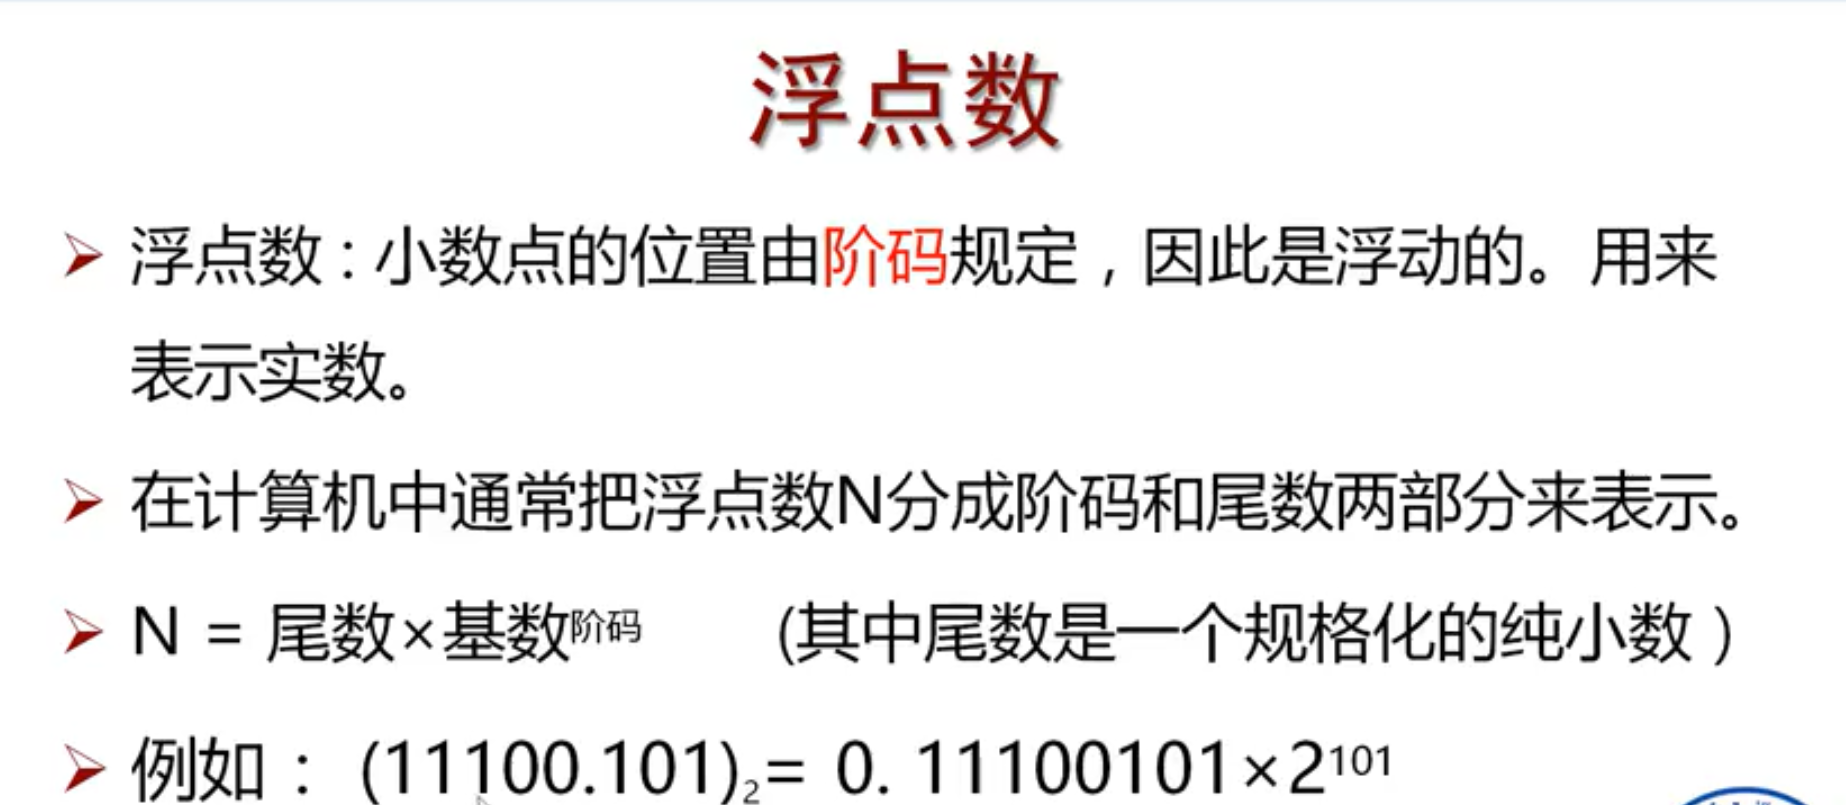 浮点数
浮点数：小数点的位置由阶码规定，因此是浮动的。用来
表示实数。
在计算机中通常把浮点数N分成阶码和尾数两部分来表示。
N = 尾数×基数阶码 (其中尾数是一个规格化的纯小数）
例如： (11100.101)₂= 0. 11100101×2¹⁰¹